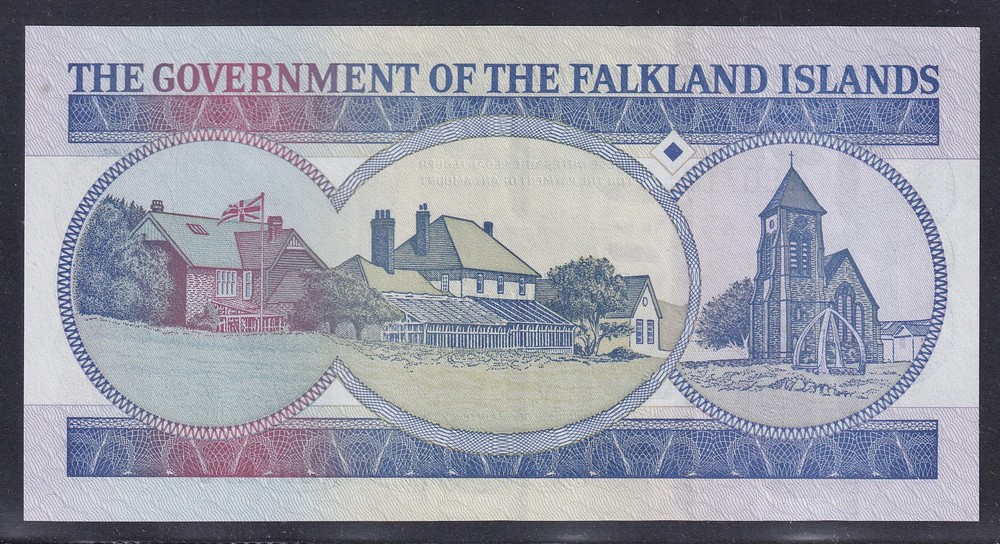 THE GOVERNMENT OF THE FALKLAND ISLANDS